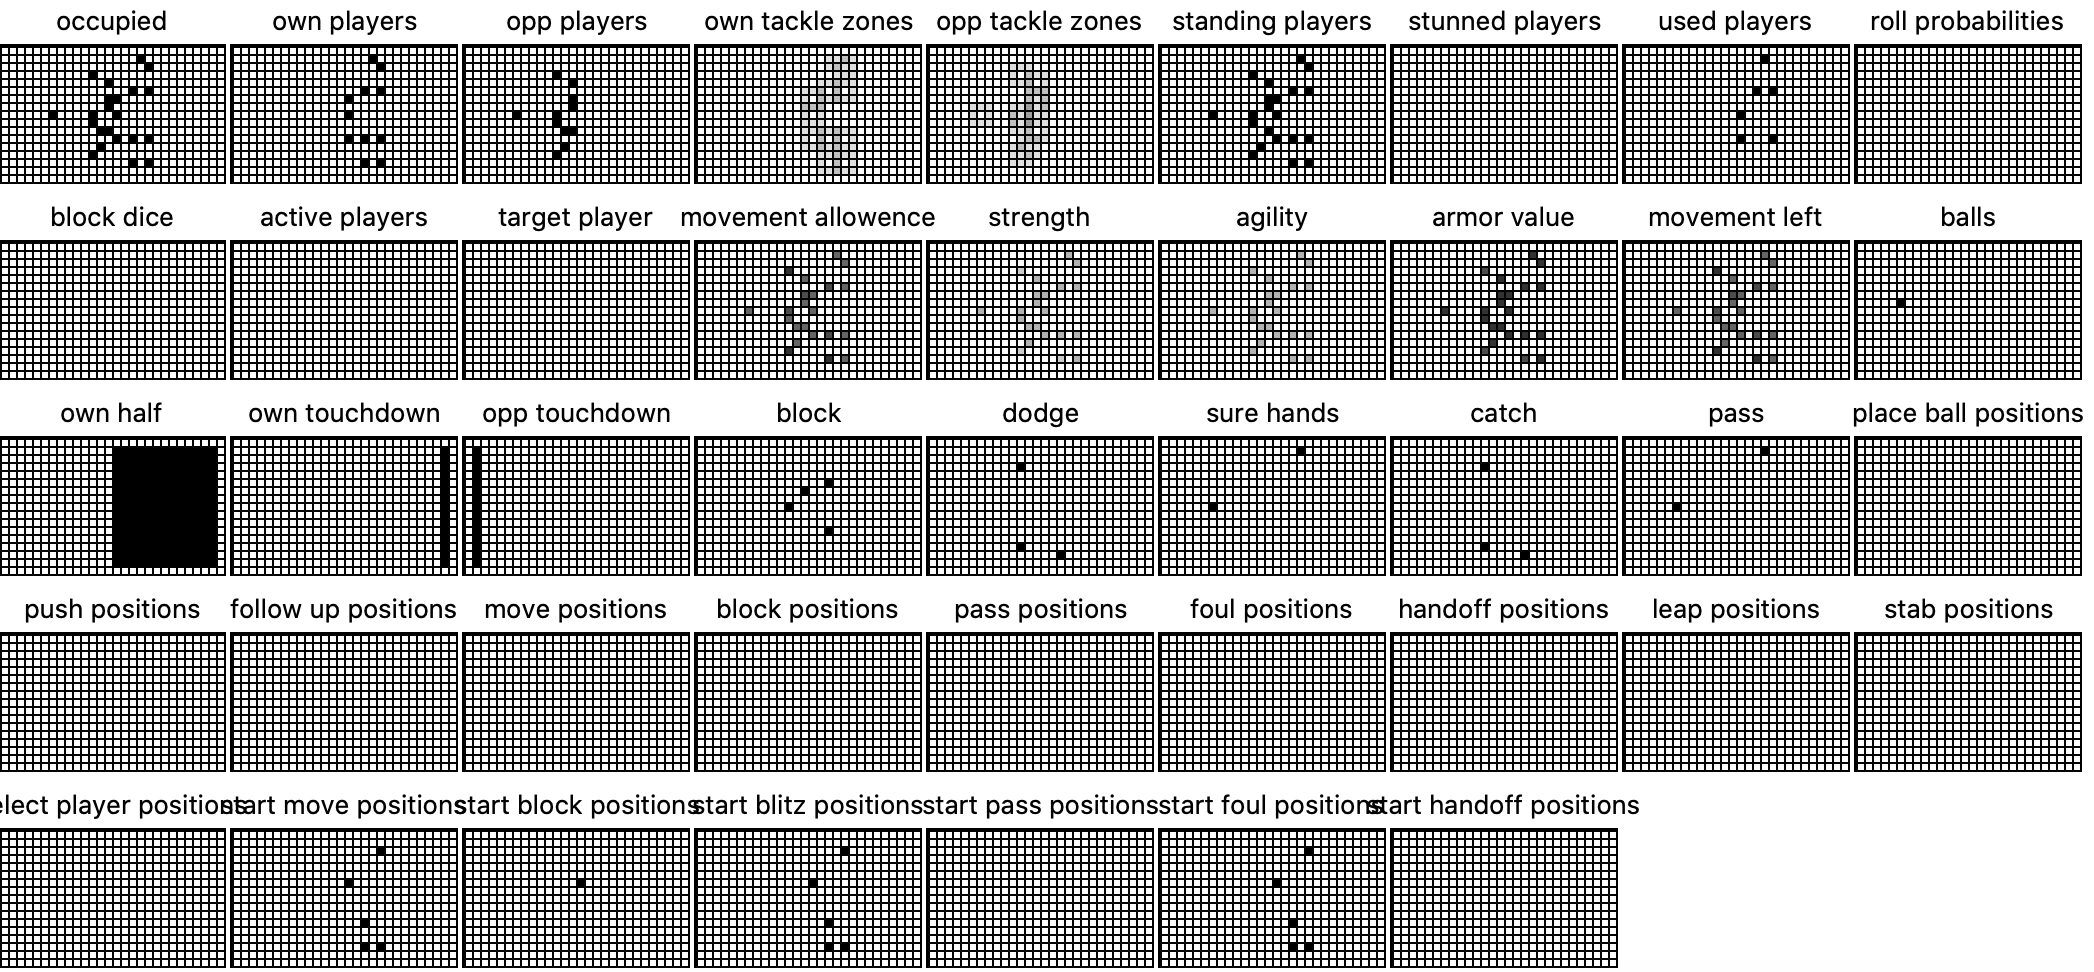 occupied own players opp players own tackle zones opp tackle zones standing players stunned players used players roll probabilities
block dice active players target player movement allowence strength agility armor value movement left balls
own half own touchdown opp touchdown block dodge sure hands catch pass place ball positions
push positions follow up positions move positions block positions pass positions foul positions handoff positions leap positions stab positions
elect player positions start move positions start block positions start blitz positions start pass positions start foul positions start handoff positions